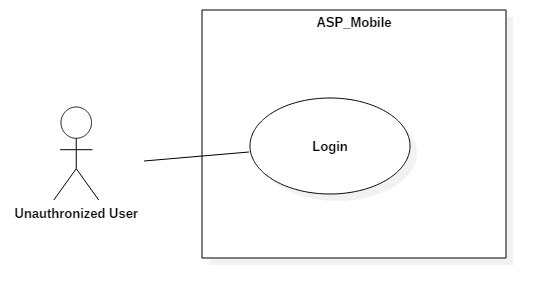 ASP_Mobile
Login
Unauthronized User